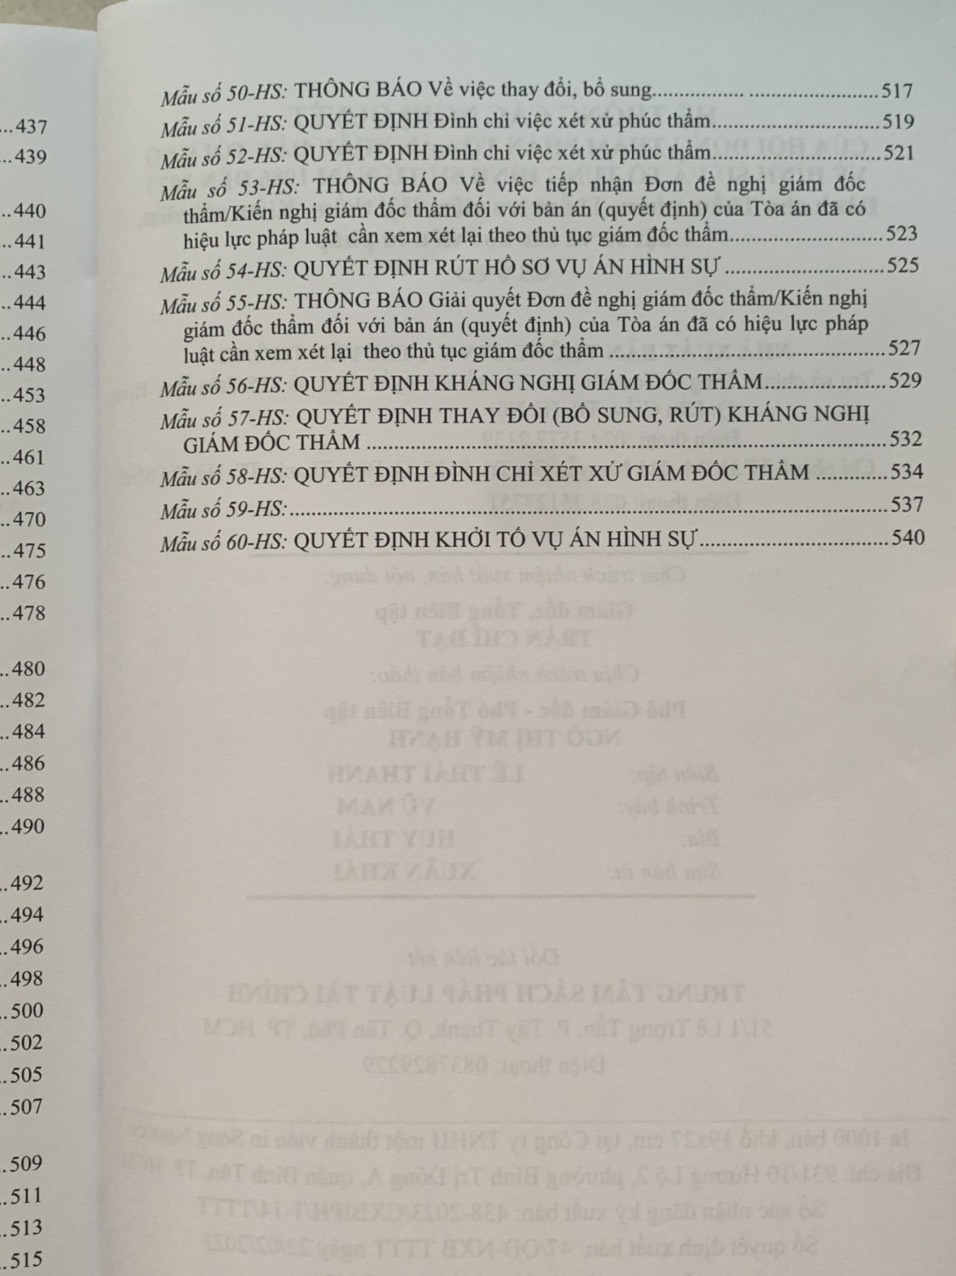 ...437
..439
..440
..441
..443
..444
..446
..448
..453
..458
..461
..463
..470
..475
..476
..478
..480
..482
..484
..486
..488
..490
..492
..494
..496
..498
..500
..502
..505
..507
..509
..511
..513
..515
Mẫu số 50-HS: THÔNG BÁO Về việc thay đổi, bổ sung................. ........................517
Mẫu số 51-HS: QUYẾT ĐỊNH Đình chỉ việc xét xử phúc thẩm...............................519
Mẫu số 52-HS: QUYẾT ĐỊNH Đình chỉ việc xét xử phúc thẩm...............................521
Mẫu số 53-HS: THÔNG BÁO Về việc tiếp nhận Đơn đề nghị giám đốc
thẩm/Kiến nghị giám đốc thẩm đối với bản án (quyết định) của Tòa án đã có
hiệu lực pháp luật cần xem xét lại theo thủ tục giám đốc thẩm............................523
Mẫu số 54-HS: QUYẾT ĐỊNH RÚT HỒ SƠ VỤ ÁN HÌNH SỰ .............................525
Mẫu số 55-HS: THÔNG BÁO Giải quyết Đơn đề nghị giám đốc thẩm/Kiến nghị
giám đốc thẩm đối với bản án (quyết định) của Tòa án đã có hiệu lực pháp
luật cần xem xét lại theo thủ tục giám đốc thẩm ..................................................527
Mẫu số 56-HS: QUYẾT ĐỊNH KHÁNG NGHỊ GIÁM ĐỐC THẨM......................529
Mẫu số 57-HS: QUYẾT ĐỊNH THAY ĐỔI (BỔ SUNG, RÚT) KHÁNG NGHỊ
GIÁM ĐỐC THẨM ...............................................................................................532
Mẫu số 58-HS: QUYẾT ĐỊNH ĐÌNH CHỈ XÉT XỬ GIÁM ĐỐC THẨM .............534
Mẫu số 59-HS:.............................................................................................................537
Mẫu số 60-HS: QUYẾT ĐỊNH KHỞI TỐ VỤ ÁN HÌNH SỰ..................................540